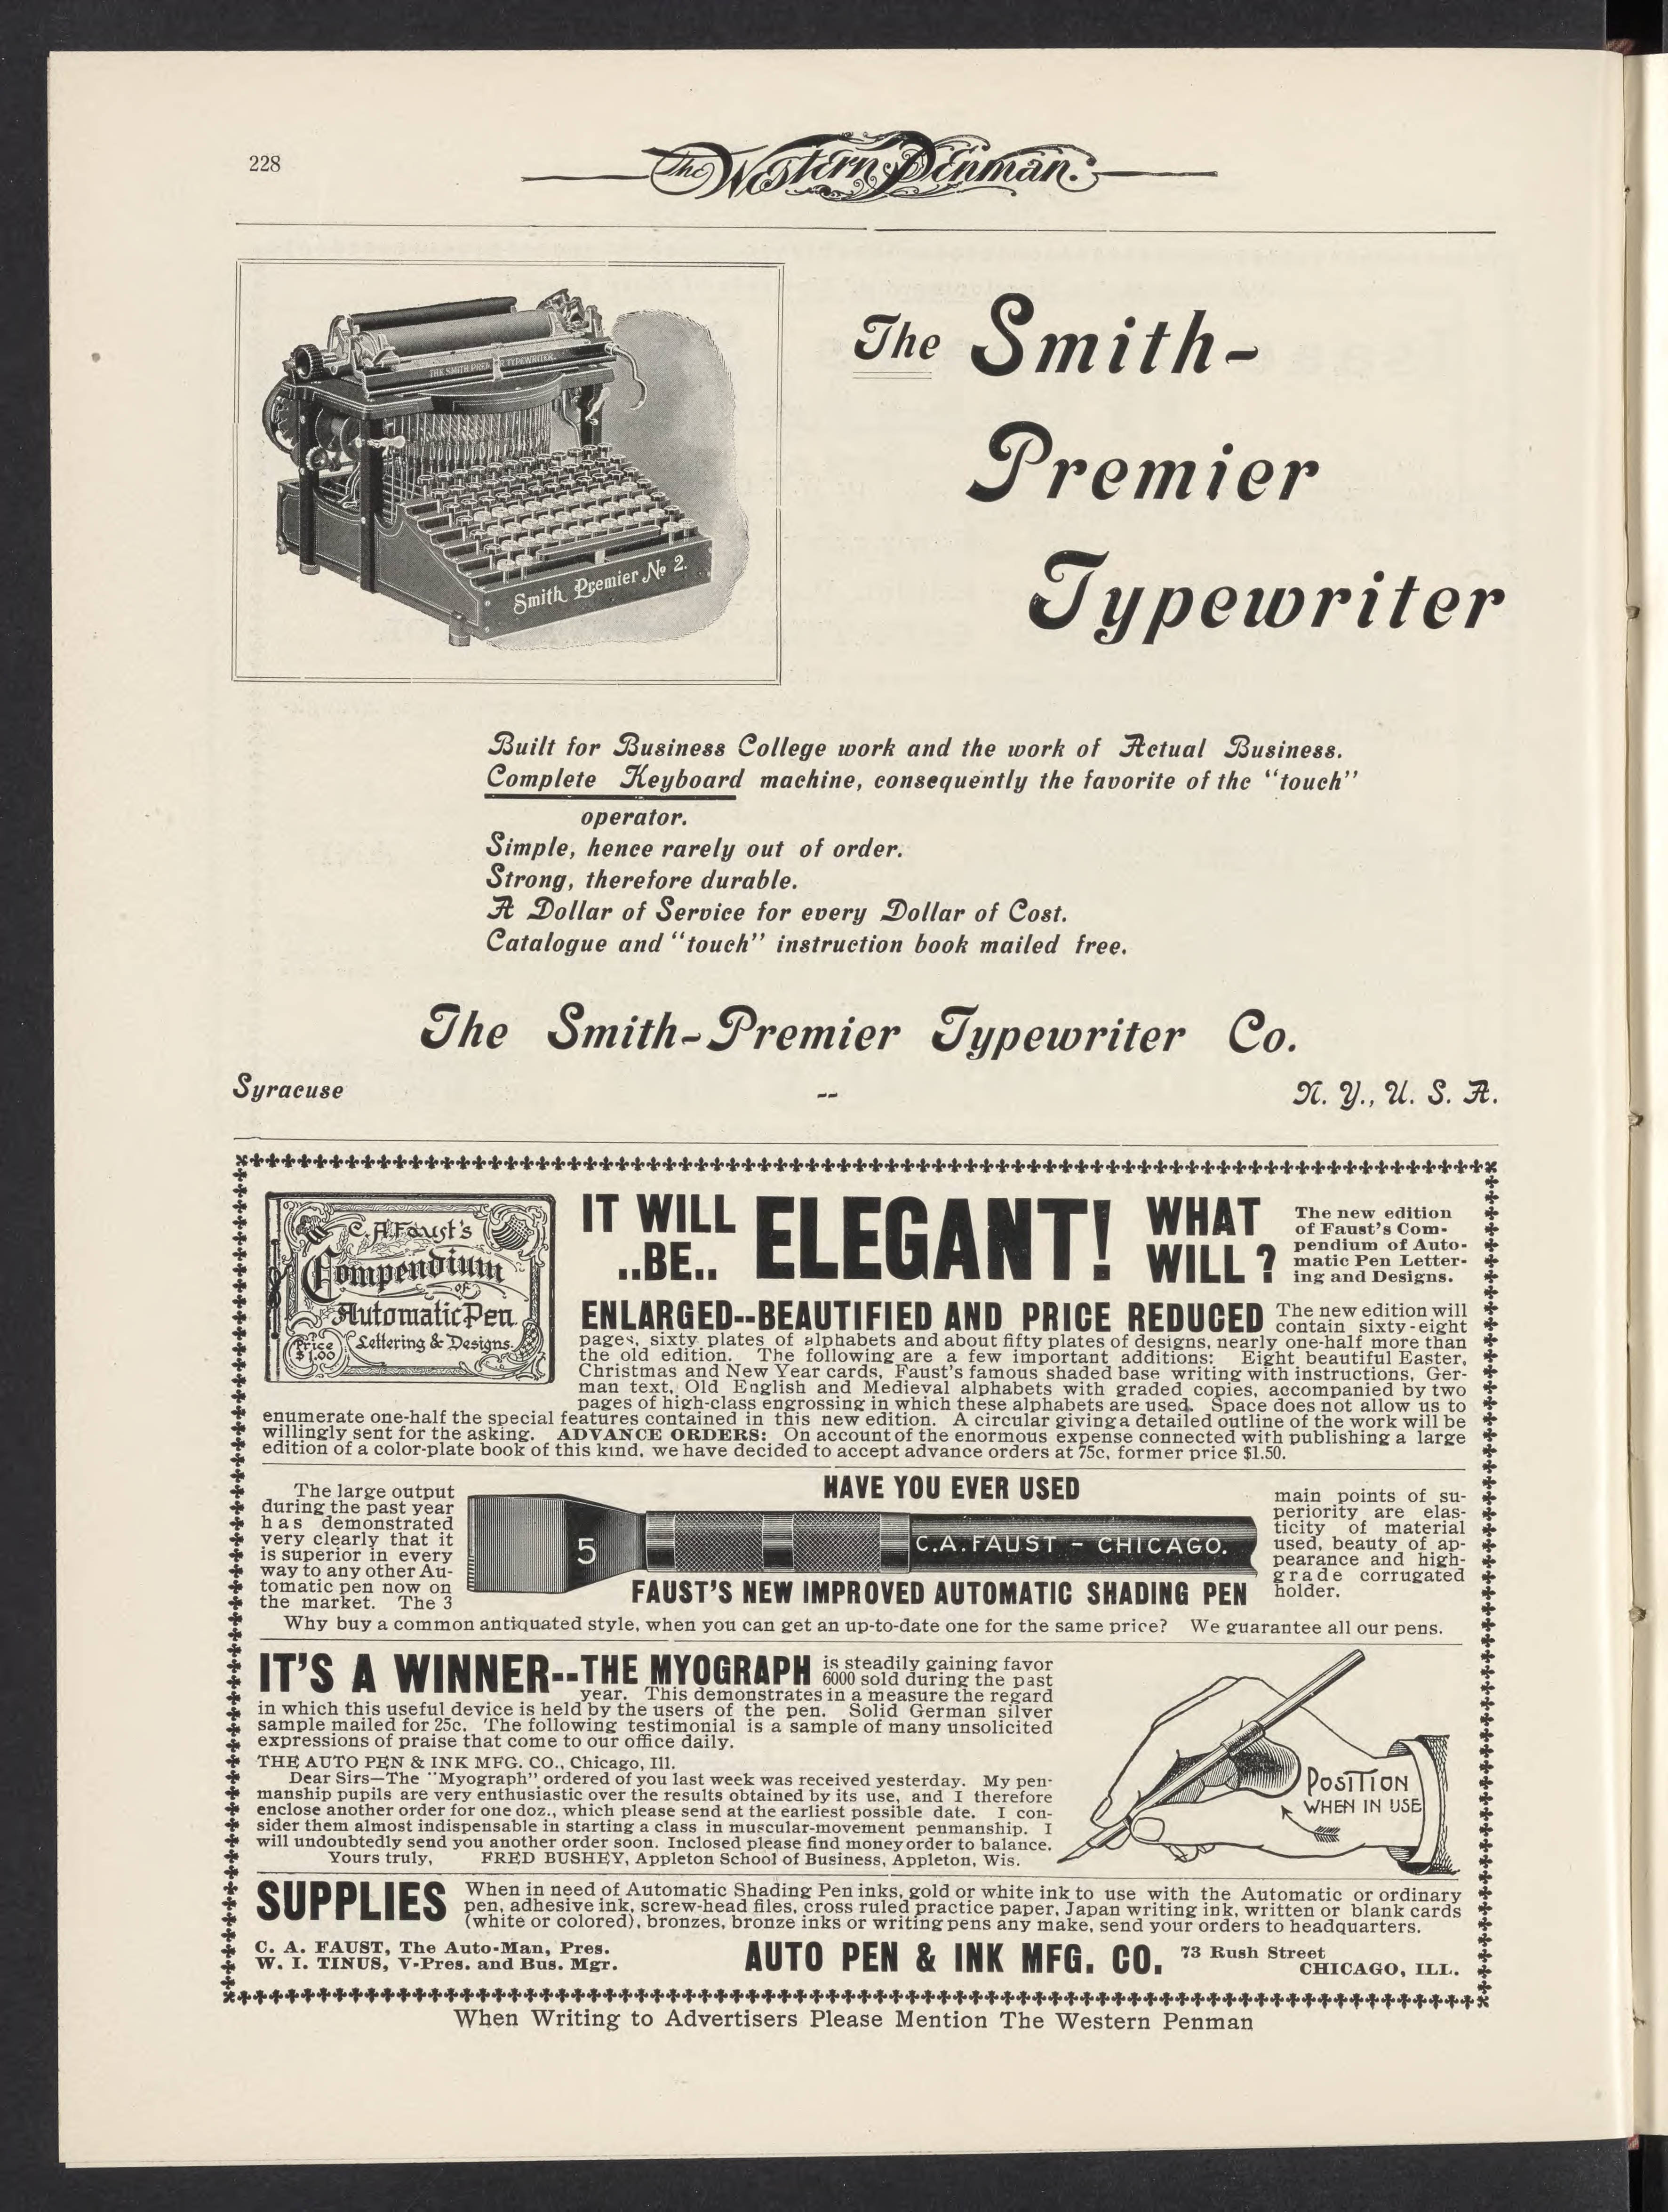 228
The Western Penman.
THE SMITH PREMIER TYPEWRITER.
Smith Premier No 2.
The Smith-
Premier
Typewriter
Built for Business College work and the work of Actual Business.
Complete Keyboard machine, consequently the favorite of the "touch"
operator.
Simple, hence rarely out of order.
Strong, therefore durable.
A Dollar of Service for every Dollar of Cost.
Catalogue and "touch" instruction book mailed free.
The Smith-Premier Typewriter Co.
Syracuse -- N. Y., U. S. A.
C. A. Faust's
Compendium
of
Automatic Pen
Lettering & Designs.
Price
$1.00
IT WILL
..BE..
ELEGANT!
WHAT
WILL?
The new edition
of Faust's Com-
pendium of Auto-
matic Pen Letter-
ing and Designs.
ENLARGED--BEAUTIFIED AND PRICE REDUCED The new edition will
contain sixty-eight
pages, sixty plates of alphabets and about fifty plates of designs, nearly one-half more than
the old edition. The following are a few important additions: Eight beautiful Easter,
Christmas and New Year cards, Faust's famous shaded base writing with instructions, Ger-
man text, Old English and Medieval alphabets with graded copies, accompanied by two
pages of high-class engrossing in which these alphabets are used. Space does not allow us to
enumerate one-half the special features contained in this new edition. A circular giving a detailed outline of the work will be
willingly sent for the asking. ADVANCE ORDERS: On account of the enormous expense connected with publishing a large
edition of a color-plate book of this kind, we have decided to accept advance orders at 75c, former price $1.50.
The large output
during the past year
has demonstrated
very clearly that it
is superior in every
way to any other Au-
tomatic pen now on
the market. The 3
HAVE YOU EVER USED
5
C.A. FAUST - CHICAGO.
FAUST'S NEW IMPROVED AUTOMATIC SHADING PEN
main points of su-
periority are elas-
ticity of material
used, beauty of ap-
pearance and high-
grade corrugated
holder.
Why buy a common antiquated style, when you can get an up-to-date one for the same price? We guarantee all our pens.
IT'S A WINNER--THE MYOGRAPH is steadily gaining favor
6000 sold during the past
year. This demonstrates in a measure the regard
in which this useful device is held by the users of the pen. Solid German silver
sample mailed for 25c. The following testimonial is a sample of many unsolicited
expressions of praise that come to our office daily.
THE AUTO PEN & INK MFG. CO., Chicago, Ill.
Dear Sirs—The "Myograph" ordered of you last week was received yesterday. My pen-
manship pupils are very enthusiastic over the results obtained by its use, and I therefore
enclose another order for one doz., which please send at the earliest possible date. I con-
sider them almost indispensable in starting a class in muscular-movement penmanship. I
will undoubtedly send you another order soon. Inclosed please find money order to balance.
Yours truly, FRED BUSHEY, Appleton School of Business, Appleton, Wis.
POSITION
WHEN IN USE
SUPPLIES When in need of Automatic Shading Pen inks, gold or white ink to use with the Automatic or ordinary
pen, adhesive ink, screw-head files, cross ruled practice paper, Japan writing ink, written or blank cards
(white or colored), bronzes, bronze inks or writing pens any make, send your orders to headquarters.
C. A. FAUST, The Auto-Man, Pres.
W. I. TINUS, V-Pres. and Bus. Mgr.
AUTO PEN & INK MFG. CO. 73 Rush Street
CHICAGO, ILL.
When Writing to Advertisers Please Mention The Western Penman